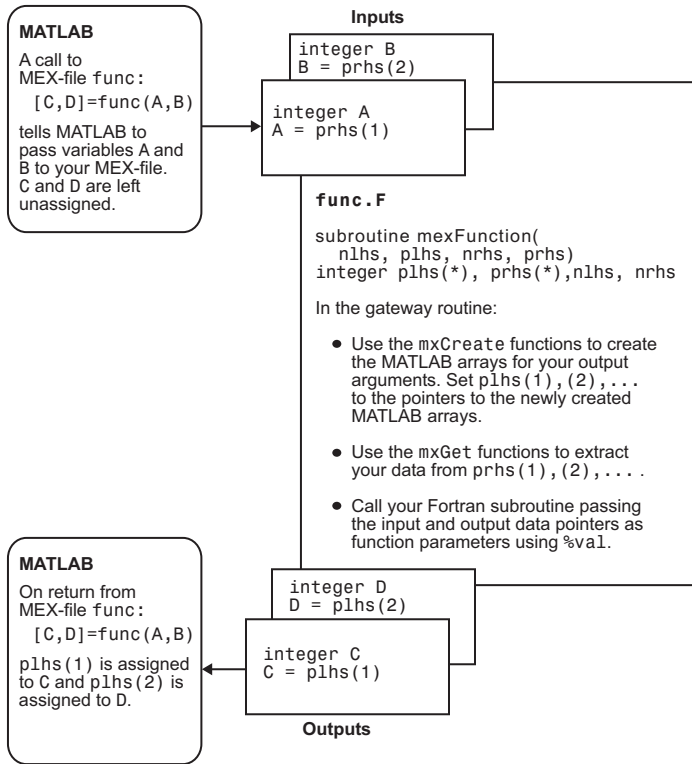 MATLAB
A call to
MEX-file func:
[C,D]=func(A,B)
tells MATLAB to
pass variables A and
B to your MEX-file.
C and D are left
unassigned.
Inputs
integer B
B = prhs(2)
integer A
A = prhs(1)
func.F
subroutine mexFunction(
nlhs, plhs, nrhs, prhs)
integer plhs(*), prhs(*),nlhs, nrhs
In the gateway routine:
● Use the mxCreate functions to create
the MATLAB arrays for your output
arguments. Set plhs(1),(2),...
to the pointers to the newly created
MATLAB arrays.
● Use the mxGet functions to extract
your data from prhs(1),(2),... .
● Call your Fortran subroutine passing
the input and output data pointers as
function parameters using %val.
MATLAB
On return from
MEX-file func:
[C,D]=func(A,B)
plhs(1) is assigned
to C and plhs(2) is
assigned to D.
integer D
D = plhs(2)
integer C
C = plhs(1)
Outputs